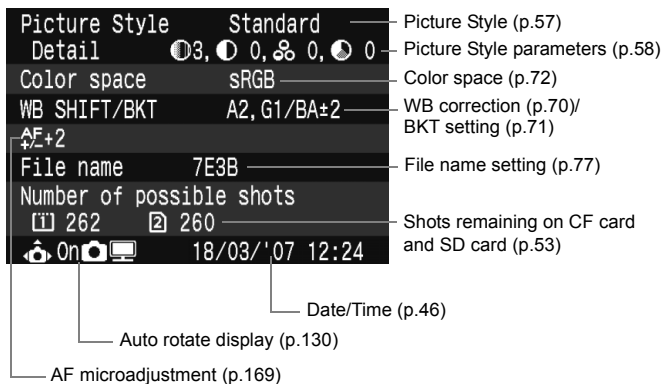 Picture Style Standard
Picture Style (p.57)
Detail 3, 0, 0, 0
Picture Style parameters (p.58)
Color space sRGB
Color space (p.72)
WB SHIFT/BKT A2,G1/BA±2
WB correction (p.70)/
BKT setting (p.71)
AF+2
File name 7E3B
File name setting (p.77)
Number of possible shots
[1] 262 [2] 260
Shots remaining on CF card
and SD card (p.53)
On 18/03/'07 12:24
Date/Time (p.46)
Auto rotate display (p.130)
AF microadjustment (p.169)